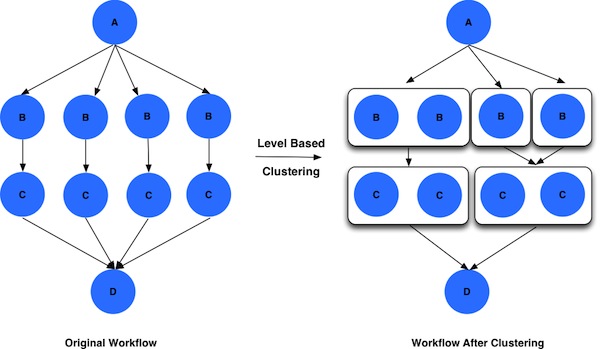 A A
B B B B B B B B
Level Based
Clustering
C C C C C C C C
D D
Original Workflow Workflow After Clustering